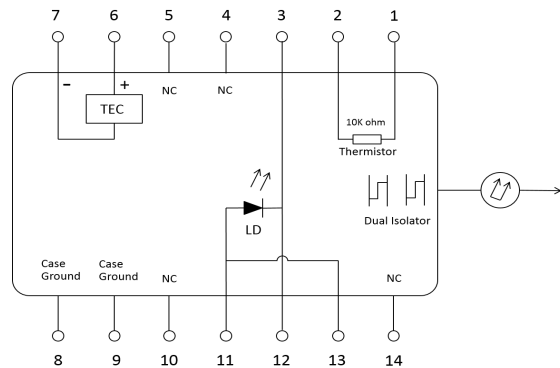 7 6 5 4 3 2 1
- +
TEC
NC NC
10K ohm
Thermistor
LD
Dual Isolator
Case
Ground
Case
Ground
NC
NC
8 9 10 11 12 13 14